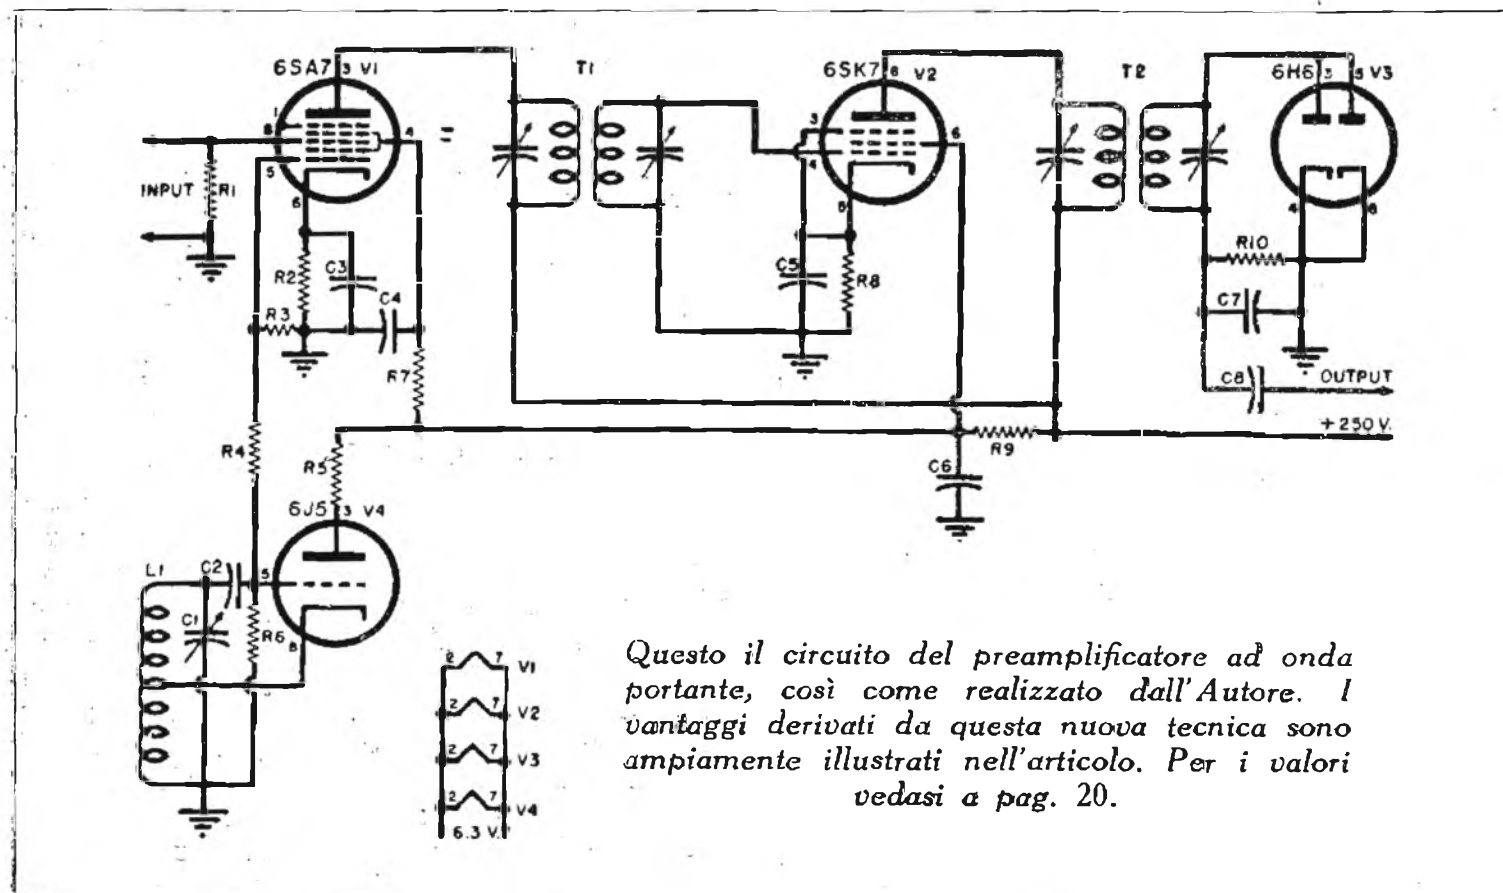 6SA7 3 V1
T1
6SK7 8 V2
T2
6H6 3 5 V3
1
8
4
5
6
INPUT R1
R2
C3
R3
C4
R7
3
4
6
8
C5
R8
4
8
R10
C7
C8 OUTPUT
+250 V.
R9
C6
R4
R5
6J5 3 V4
L1
C2
5
C1
R6
8
2 7 V1
2 7 V2
2 7 V3
2 7 V4
6.3 V.
Questo il circuito del preamplificatore ad onda
portante, così come realizzato dall'Autore. I
vantaggi derivati da questa nuova tecnica sono
ampiamente illustrati nell'articolo. Per i valori
vedasi a pag. 20.